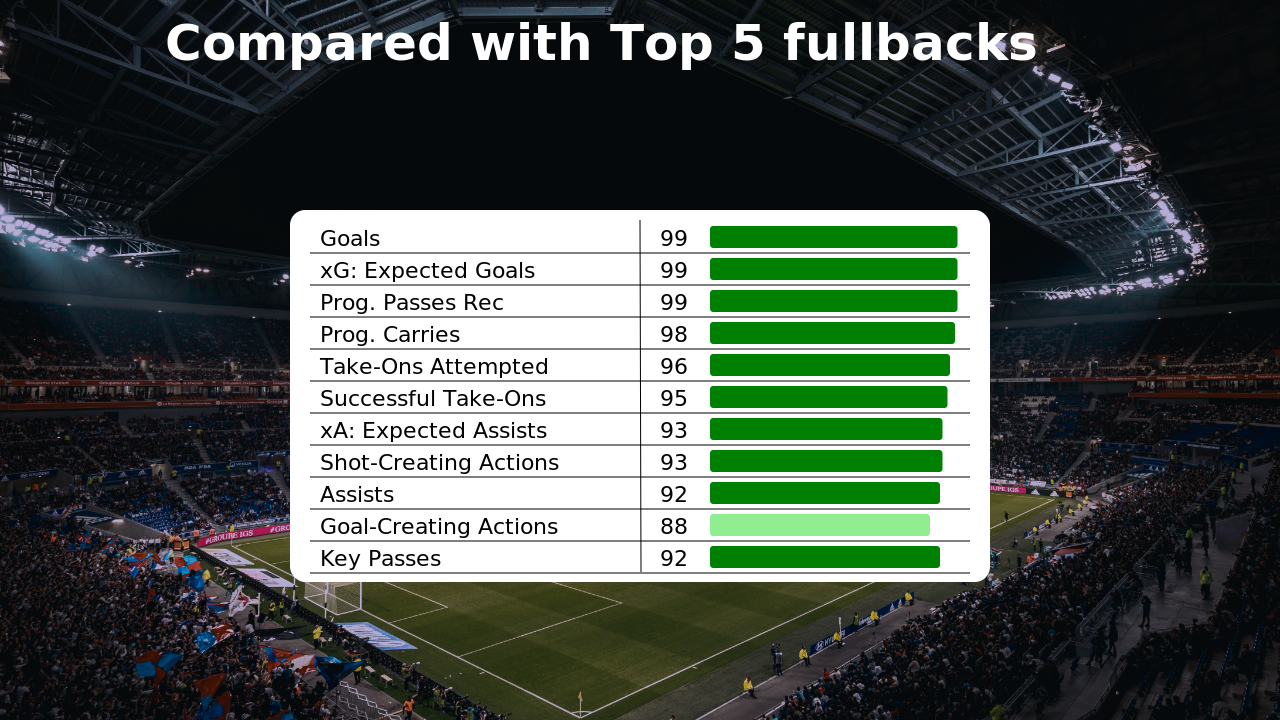 Compared with Top 5 fullbacks
Goals 99
xG: Expected Goals 99
Prog. Passes Rec 99
Prog. Carries 98
Take-Ons Attempted 96
Successful Take-Ons 95
xA: Expected Assists 93
Shot-Creating Actions 93
Assists 92
Goal-Creating Actions 88
Key Passes 92
#GROUPE IGS